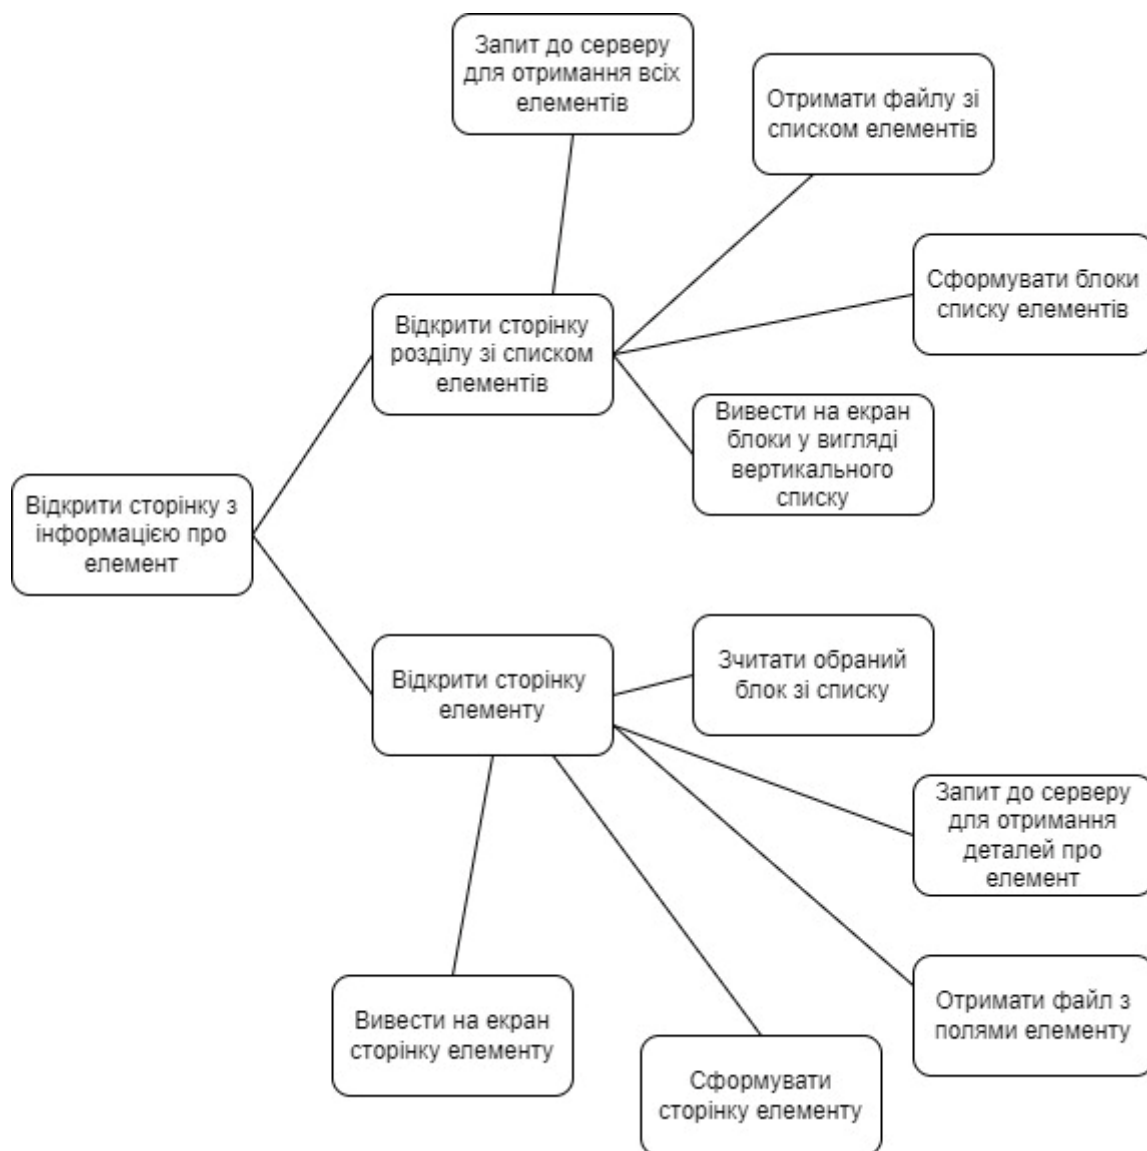 Запит до серверу
для отримання всіх
елементів
Отримати файлу зі
списком елементів
Сформувати блоки
списку елементів
Відкрити сторінку
розділу зі списком
елементів
Вивести на екран
блоки у вигляді
вертикального
списку
Відкрити сторінку з
інформацією про
елемент
Відкрити сторінку
елементу
Зчитати обраний
блок зі списку
Запит до серверу
для отримання
деталей про
елемент
Отримати файл з
полями елементу
Вивести на екран
сторінку елементу
Сформувати
сторінку елементу